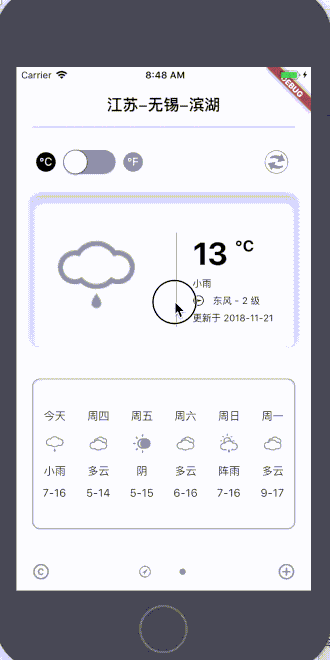 Carrier 8:48 AM
DEBUG
江苏–无锡–滨湖
°C °F
13 °C
小雨
东风 - 2 级
更新于 2018-11-21
今天 周四 周五 周六 周日 周一
小雨 多云 阴 多云 阵雨 多云
7-16 5-14 5-15 6-16 7-16 9-17
C